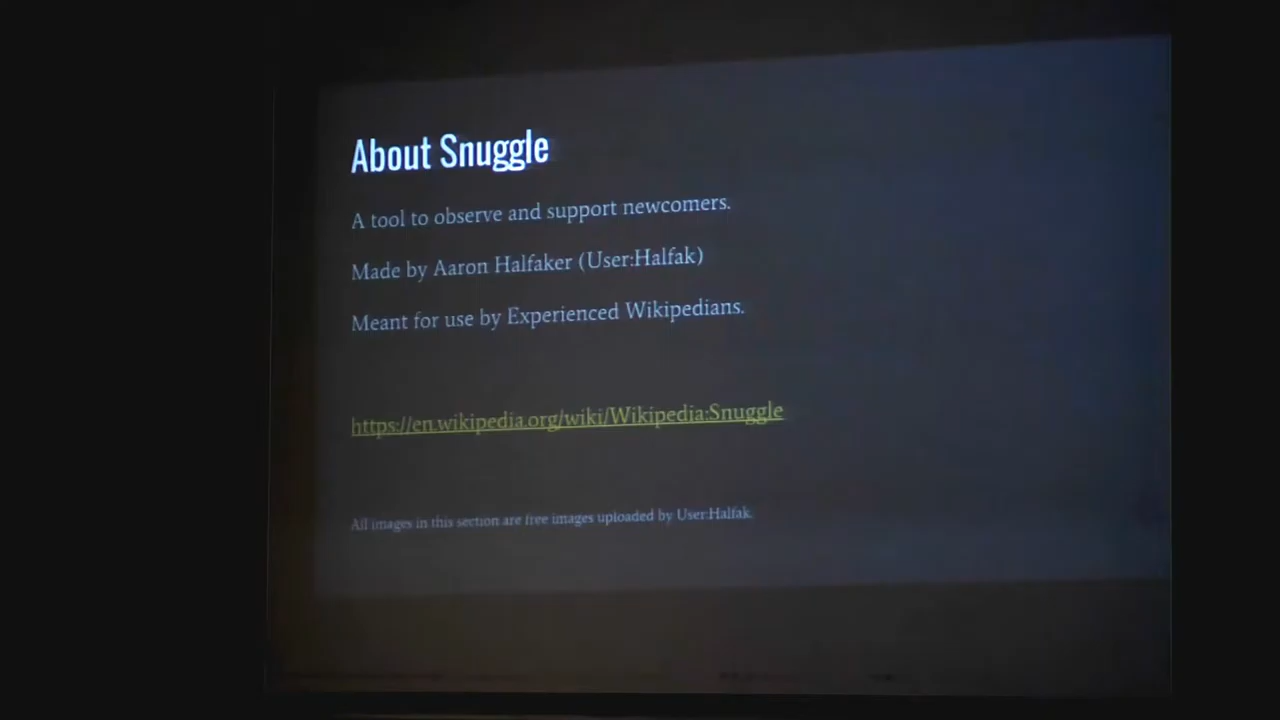 About Snuggle
A tool to observe and support newcomers.
Made by Aaron Halfaker (User:Halfak)
Meant for use by Experienced Wikipedians.
https://en.wikipedia.org/wiki/Wikipedia:Snuggle
All images in this section are free images uploaded by User:Halfak.